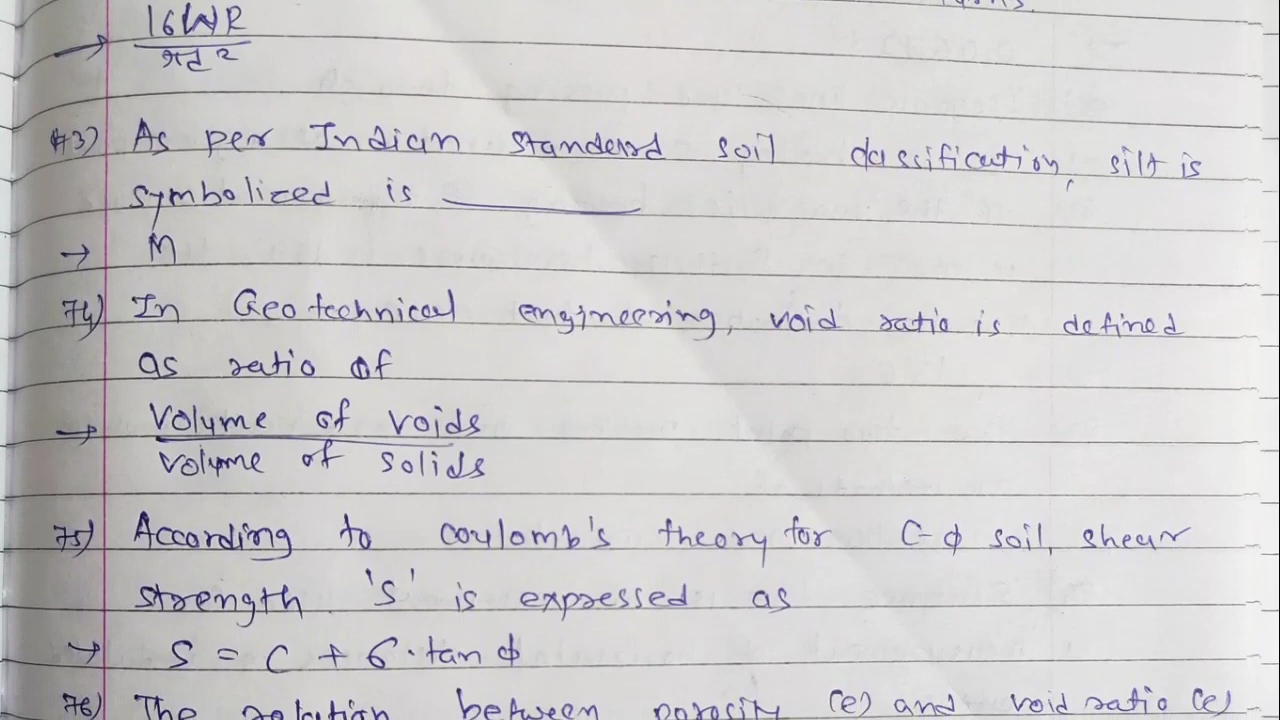 → 16WR
πd²
73) As per Indian standerd soil classification, silt is
symbolized is ________
→ M
74) In Geotechnical engineering, void ratio is defined
as ratio of
→ Volume of voids
volume of solids
75) According to coulomb's theory for C-ϕ soil, shear
strength 's' is expressed as
→ S = C + σ·tan ϕ
76) The relation between porosity (e) and void ratio (e)